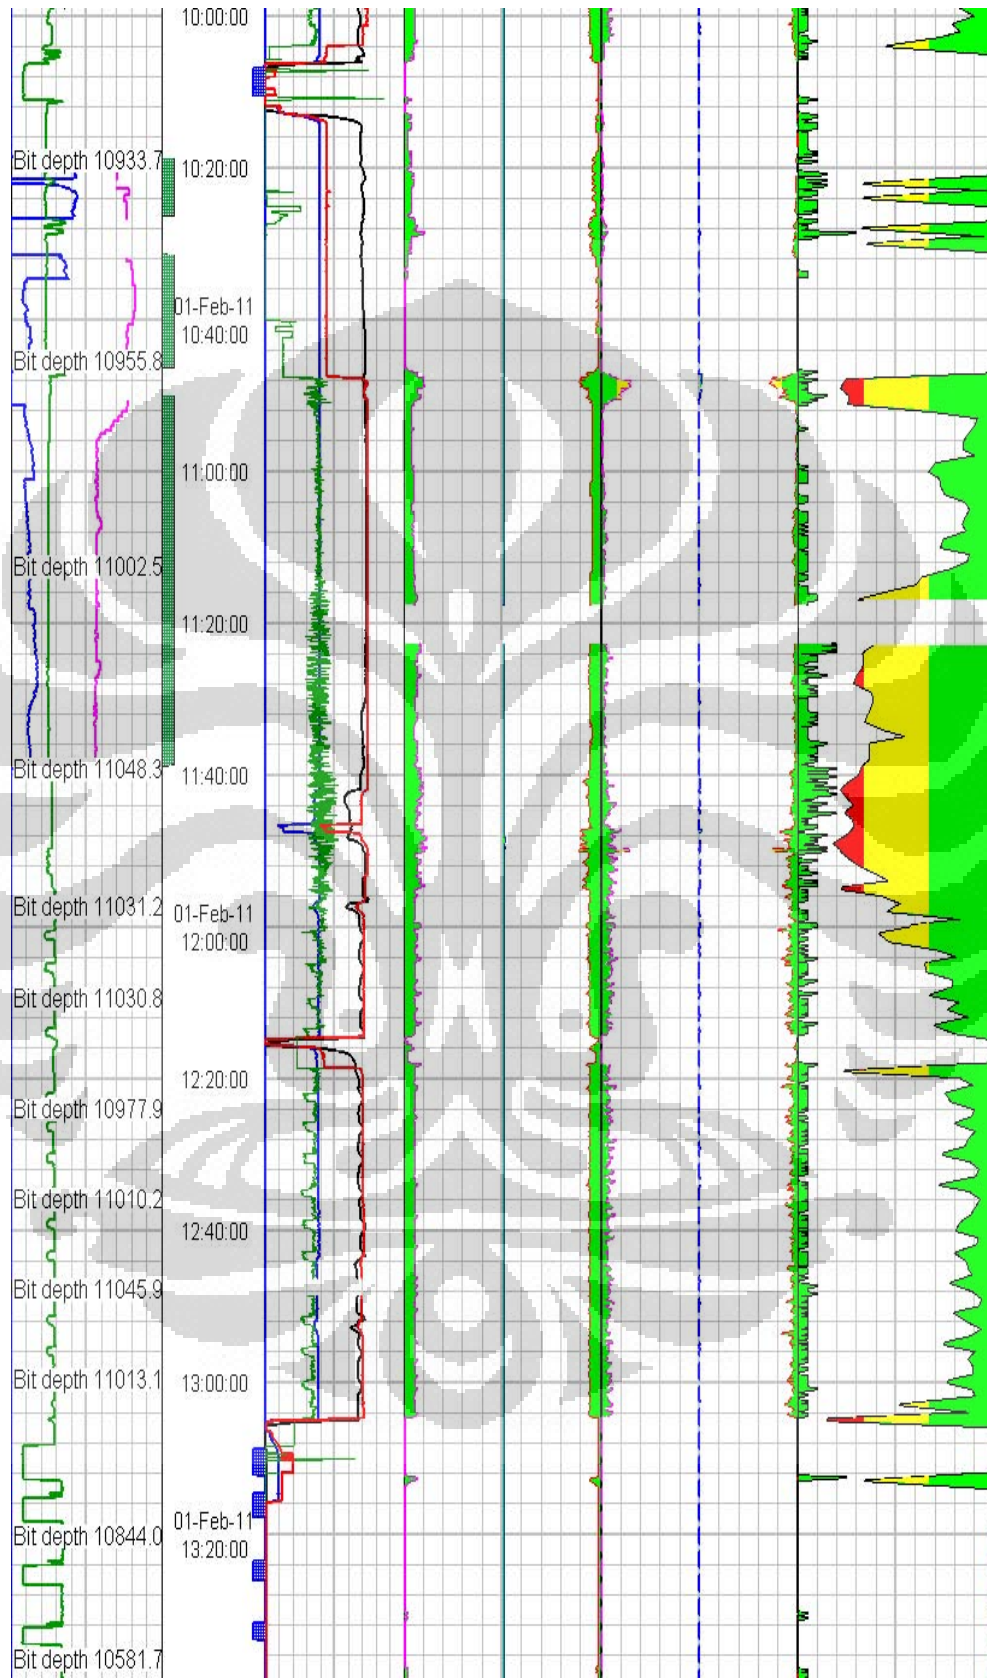 10:00:00
Bit depth 10933.7
10:20:00
01-Feb-11
10:40:00
Bit depth 10955.8
11:00:00
Bit depth 11002.5
11:20:00
Bit depth 11048.3
11:40:00
Bit depth 11031.2
01-Feb-11
12:00:00
Bit depth 11030.8
12:20:00
Bit depth 10977.9
Bit depth 11010.2
12:40:00
Bit depth 11045.9
Bit depth 11013.1
13:00:00
01-Feb-11
Bit depth 10844.0
13:20:00
Bit depth 10581.7